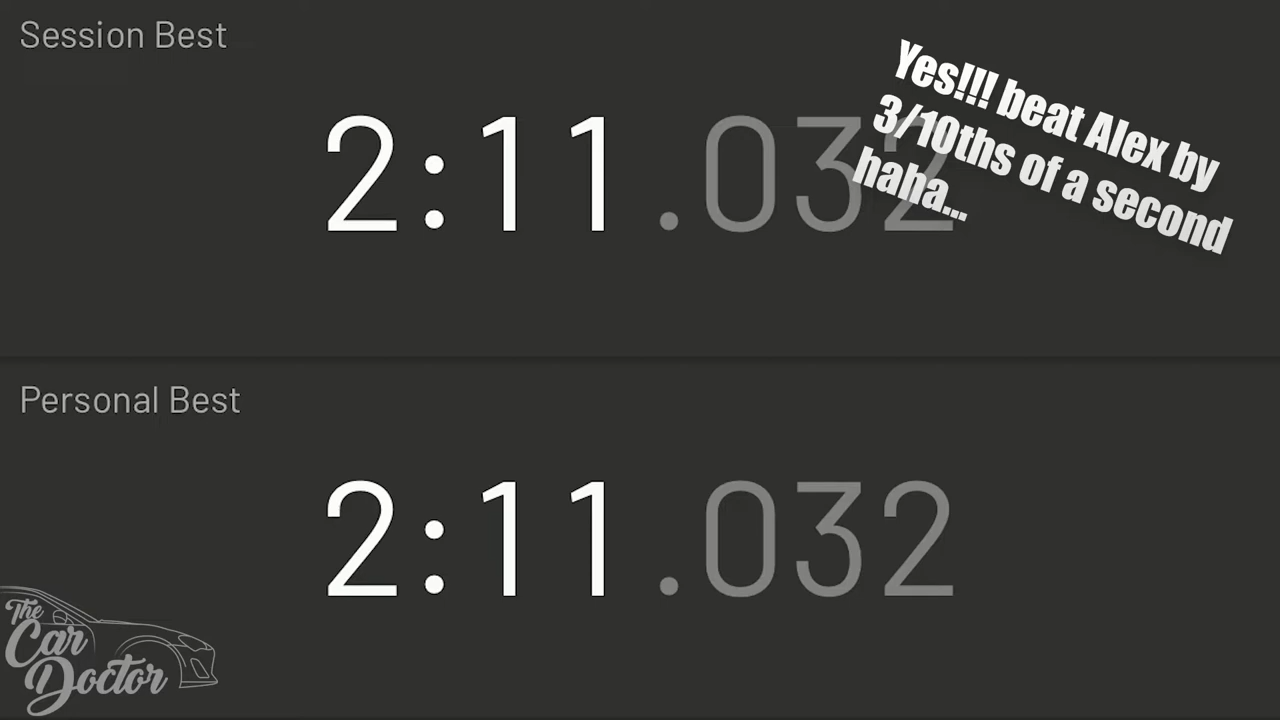 Session Best
2:11.032
Yes!!! beat Alex by
3/10ths of a second
haha...
Personal Best
2:11.032
The
Car
Doctor